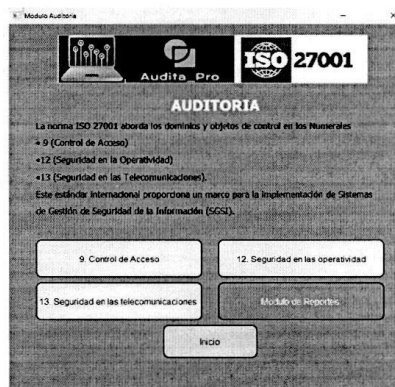 Modulo Auditoria
Audita_Pro
ISO 27001
AUDITORIA
La norma ISO 27001 aborda los dominios y objetos de control en los Numerales
• 9 (Control de Acceso)
•12 (Seguridad en la Operatividad)
•13 (Seguridad en las Telecomunicaciones).
Este estándar internacional proporciona un marco para la implementación de Sistemas
de Gestión de Seguridad de la Información (SGSI).
9. Control de Acceso
12. Seguridad en las operatividad
13. Seguridad en las telecomunicaciones
Modulo de Reportes
Inicio